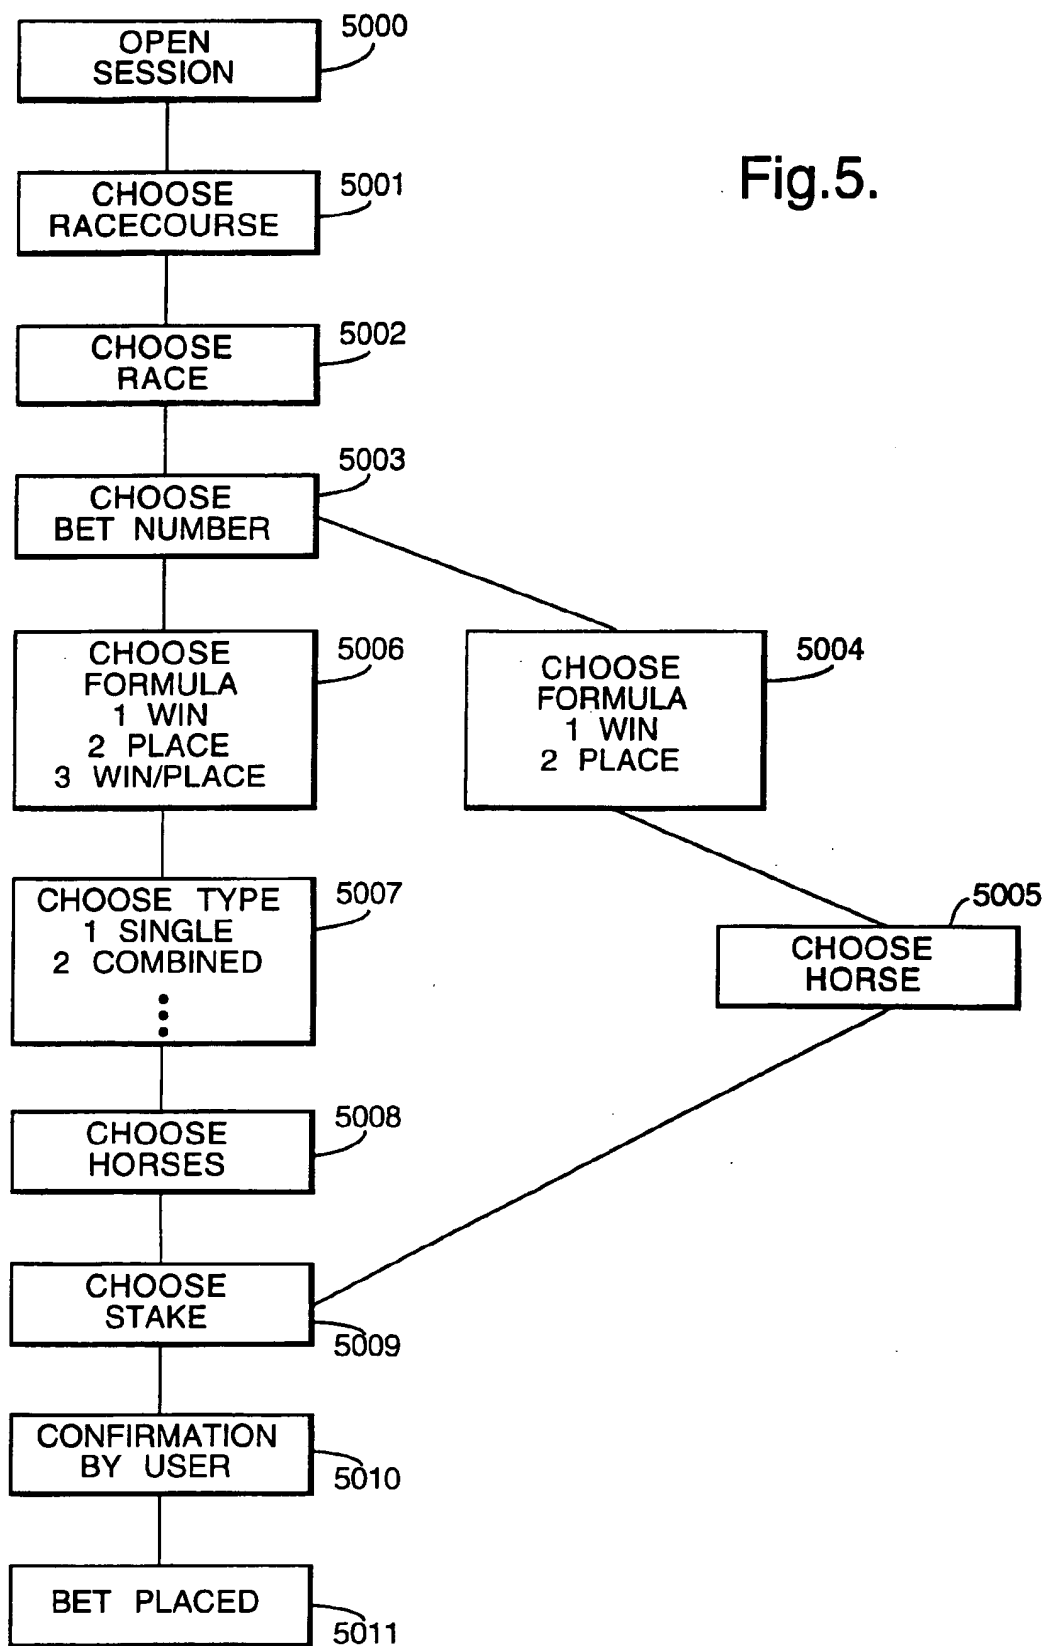 5000
OPEN
SESSION
Fig.5.
5001
CHOOSE
RACECOURSE
5002
CHOOSE
RACE
5003
CHOOSE
BET NUMBER
5006
CHOOSE
FORMULA
1 WIN
2 PLACE
3 WIN/PLACE
5004
CHOOSE
FORMULA
1 WIN
2 PLACE
5007
CHOOSE TYPE
1 SINGLE
2 COMBINED
5005
CHOOSE
HORSE
5008
CHOOSE
HORSES
CHOOSE
STAKE
5009
CONFIRMATION
BY USER
5010
BET PLACED
5011